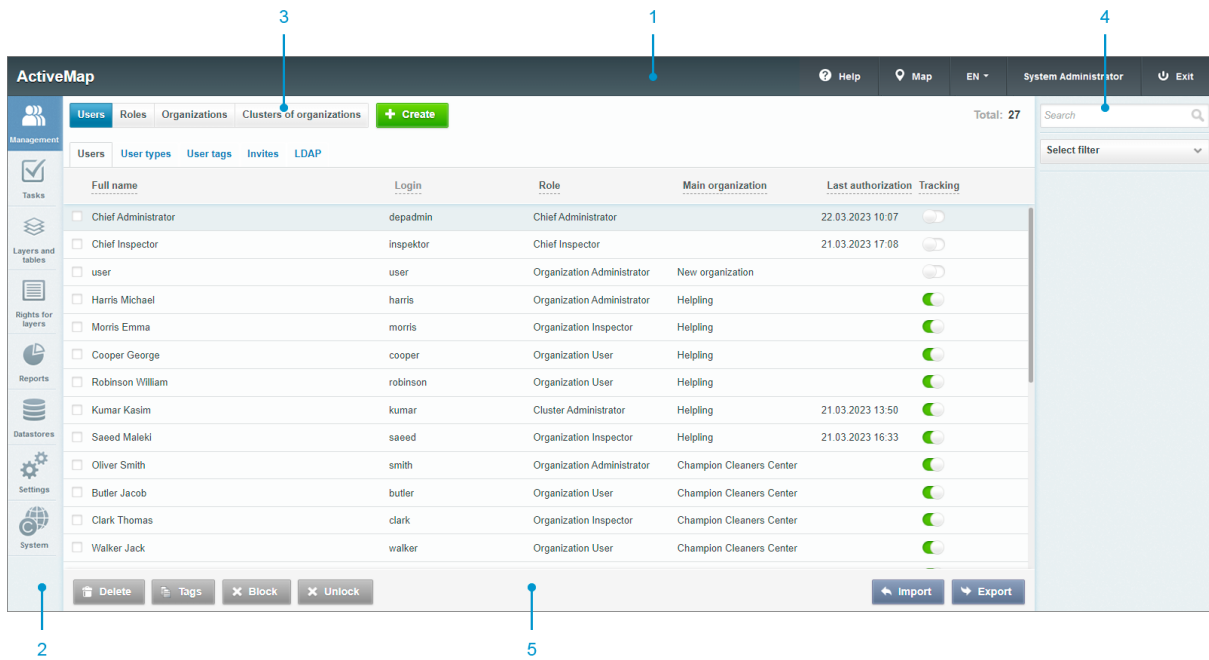 3 1 4
ActiveMap Help Map EN System Administrator Exit
Management
Tasks
Layers and
tables
Rights for
layers
Reports
Datastores
Settings
System
Users Roles Organizations Clusters of organizations + Create Total: 27
Users User types User tags Invites LDAP
Full name Login Role Main organization Last authorization Tracking
Chief Administrator depadmin Chief Administrator 22.03.2023 10:07
Chief Inspector inspektor Chief Inspector 21.03.2023 17:08
user user Organization Administrator New organization
Harris Michael harris Organization Administrator Helpling
Morris Emma morris Organization Inspector Helpling
Cooper George cooper Organization User Helpling
Robinson William robinson Organization User Helpling
Kumar Kasim kumar Cluster Administrator Helpling 21.03.2023 13:50
Saeed Maleki saeed Organization Inspector Helpling 21.03.2023 16:33
Oliver Smith smith Organization Administrator Champion Cleaners Center
Butler Jacob butler Organization User Champion Cleaners Center
Clark Thomas clark Organization Inspector Champion Cleaners Center
Walker Jack walker Organization User Champion Cleaners Center
Delete Tags Block Unlock Import Export
Search
Select filter
2 5